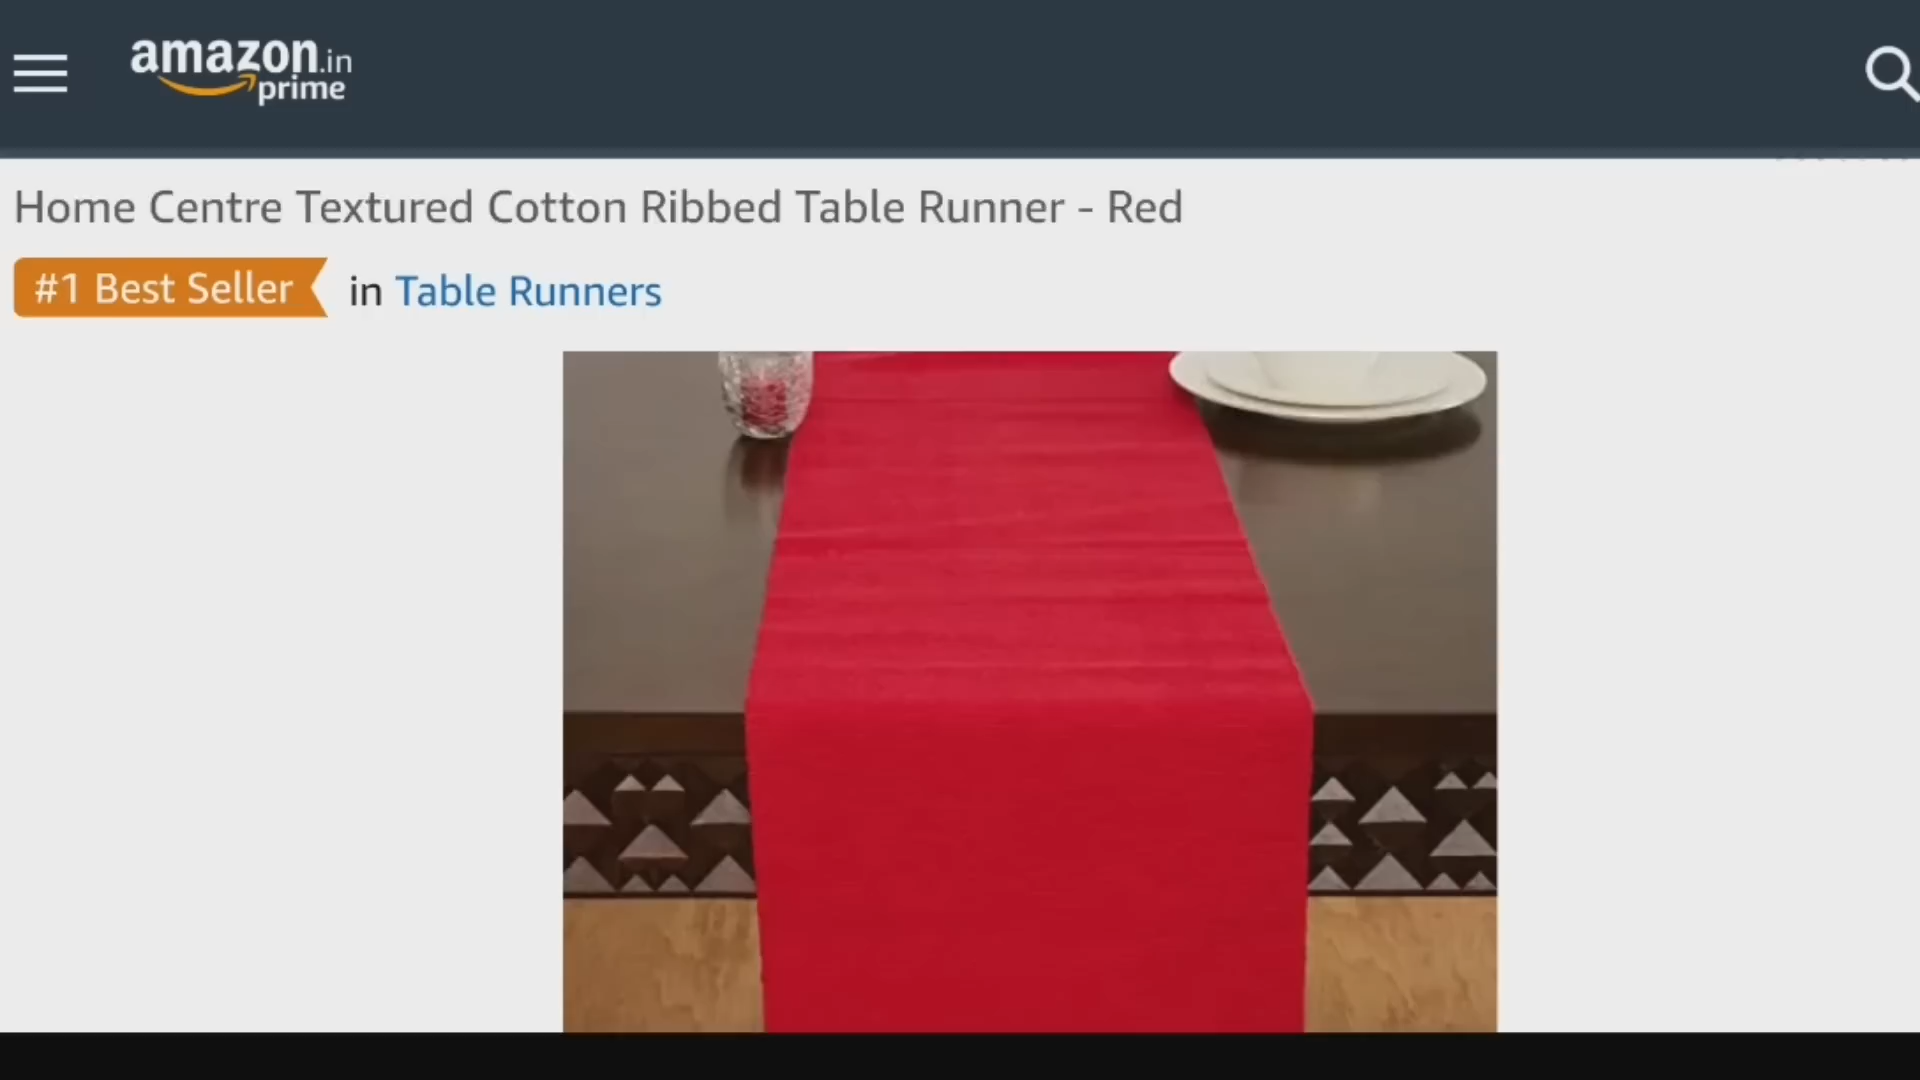 amazon.in
prime
Home Centre Textured Cotton Ribbed Table Runner - Red
#1 Best Seller in Table Runners